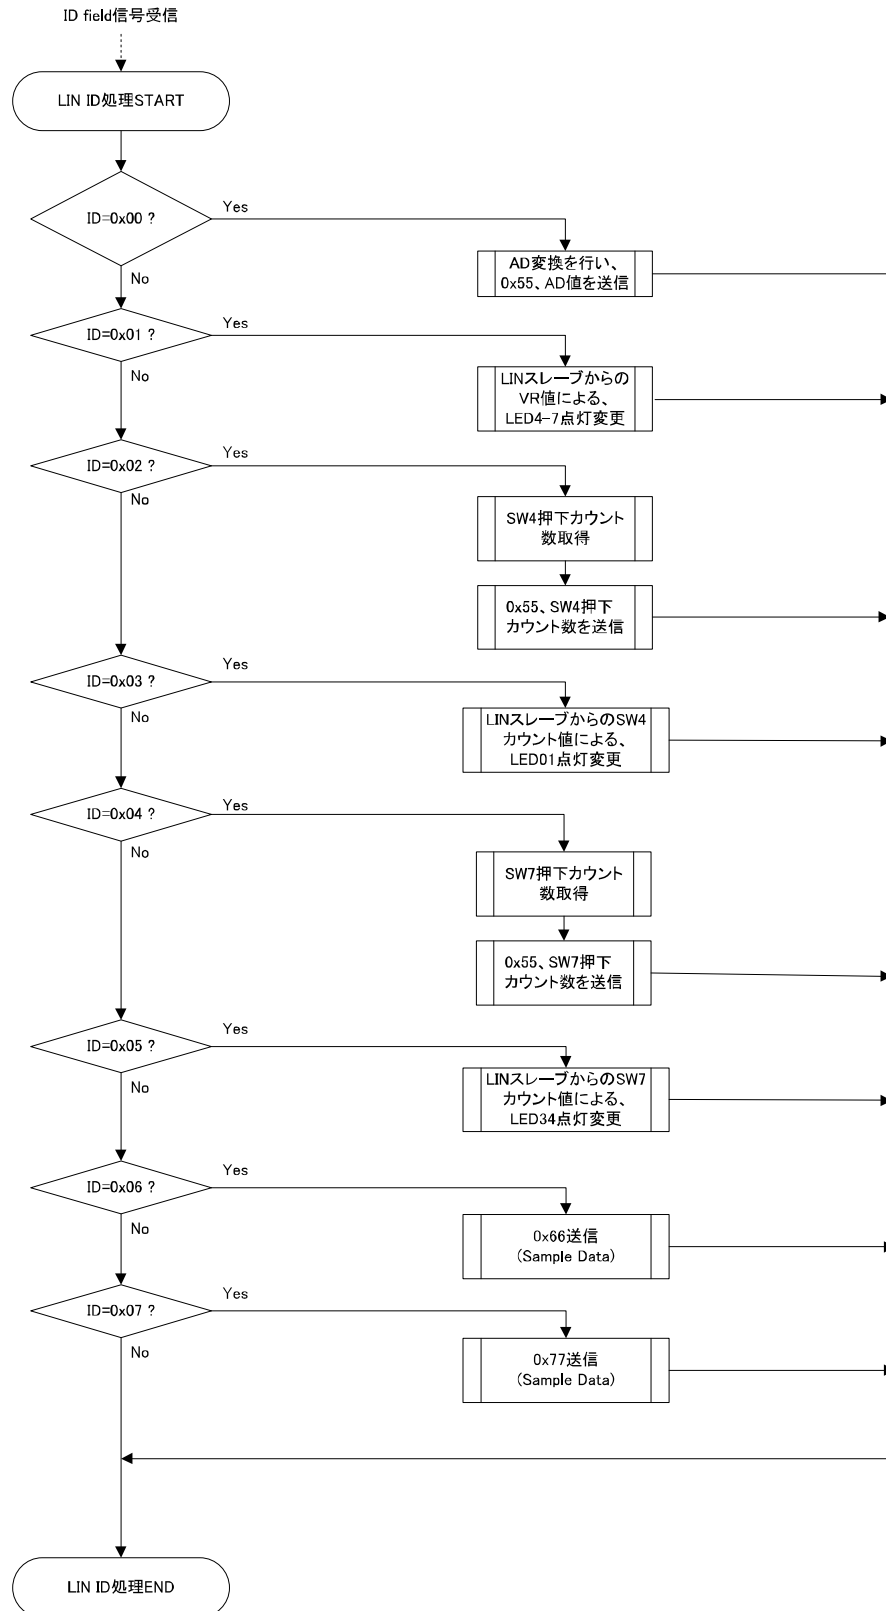 ID field信号受信
LIN ID処理START
ID=0x00 ?
Yes
No
AD変換を行い、
0x55、AD値を送信
ID=0x01 ?
Yes
No
LINスレーブからの
VR値による、
LED4-7点灯変更
ID=0x02 ?
Yes
No
SW4押下カウント
数取得
0x55、SW4押下
カウント数を送信
ID=0x03 ?
Yes
No
LINスレーブからのSW4
カウント値による、
LED01点灯変更
ID=0x04 ?
Yes
No
SW7押下カウント
数取得
0x55、SW7押下
カウント数を送信
ID=0x05 ?
Yes
No
LINスレーブからのSW7
カウント値による、
LED34点灯変更
ID=0x06 ?
Yes
No
0x66送信
(Sample Data)
ID=0x07 ?
Yes
No
0x77送信
(Sample Data)
LIN ID処理END